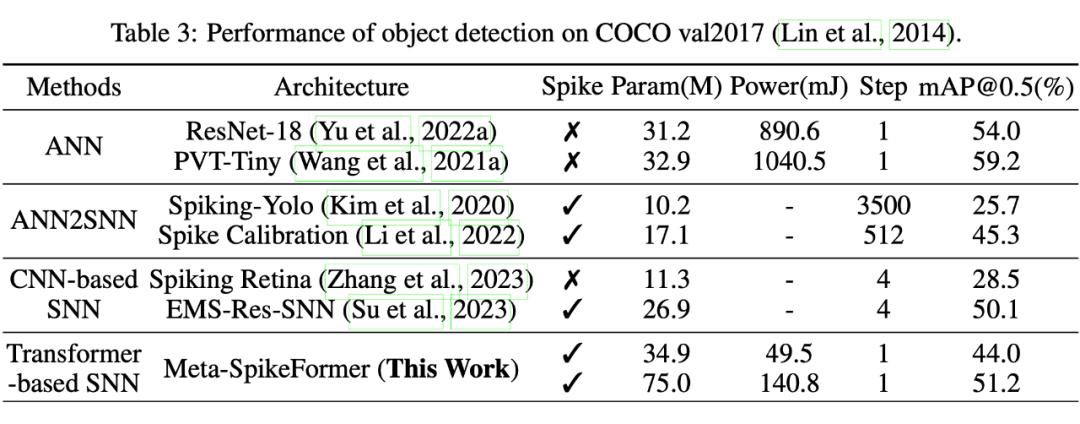 Table 3: Performance of object detection on COCO val2017 (Lin et al., 2014).
Methods Architecture Spike Param(M) Power(mJ) Step mAP@0.5(%)
ANN ResNet-18 (Yu et al., 2022a) ✗ 31.2 890.6 1 54.0
PVT-Tiny (Wang et al., 2021a) ✗ 32.9 1040.5 1 59.2
ANN2SNN Spiking-Yolo (Kim et al., 2020) ✓ 10.2 - 3500 25.7
Spike Calibration (Li et al., 2022) ✓ 17.1 - 512 45.3
CNN-based Spiking Retina (Zhang et al., 2023) ✗ 11.3 - 4 28.5
SNN EMS-Res-SNN (Su et al., 2023) ✓ 26.9 - 4 50.1
Transformer Meta-SpikeFormer (This Work) ✓ 34.9 49.5 1 44.0
-based SNN ✓ 75.0 140.8 1 51.2